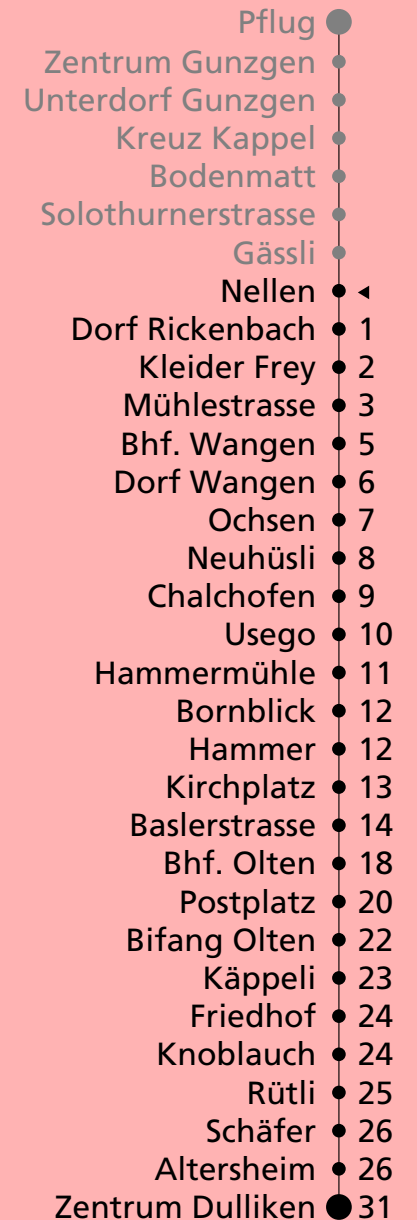 Pflug
Zentrum Gunzgen
Unterdorf Gunzgen
Kreuz Kappel
Bodenmatt
Solothurnerstrasse
Gässli
Nellen
Dorf Rickenbach 1
Kleider Frey 2
Mühlestrasse 3
Bhf. Wangen 5
Dorf Wangen 6
Ochsen 7
Neuhüsli 8
Chalchofen 9
Usego 10
Hammermühle 11
Bornblick 12
Hammer 12
Kirchplatz 13
Baslerstrasse 14
Bhf. Olten 18
Postplatz 20
Bifang Olten 22
Käppeli 23
Friedhof 24
Knoblauch 24
Rütli 25
Schäfer 26
Altersheim 26
Zentrum Dulliken 31